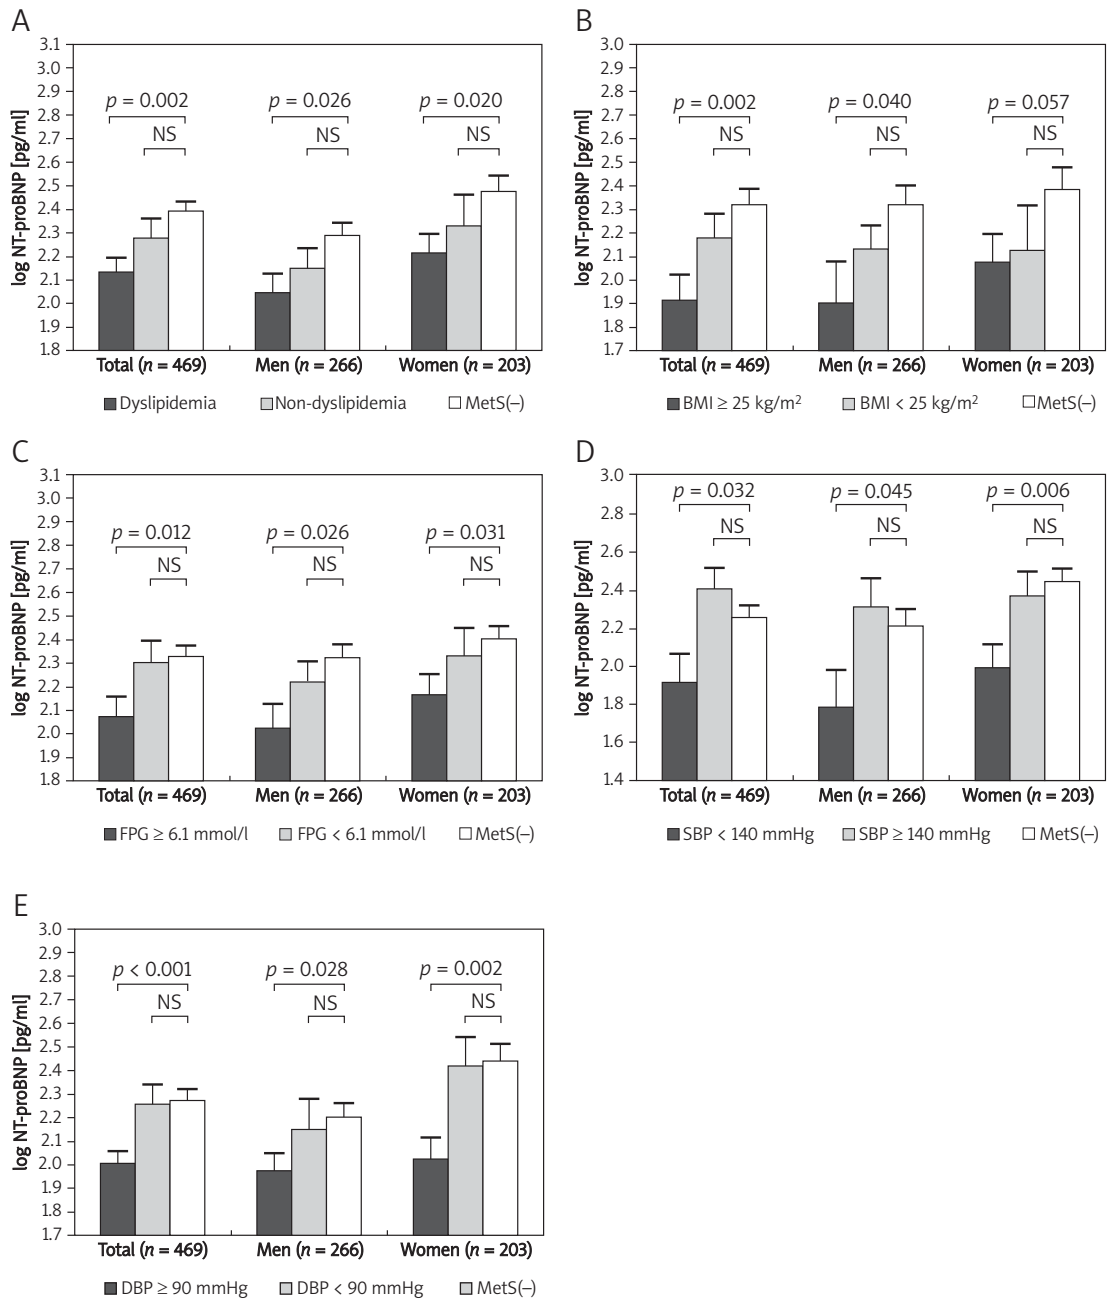 A
log NT-proBNP [pg/ml]
3.1
3.0
2.9
2.8
2.7
2.6
2.5
2.4
2.3
2.2
2.1
2.0
1.9
1.8
p = 0.002
NS
p = 0.026
NS
p = 0.020
NS
Total (n = 469)
Men (n = 266)
Women (n = 203)
Dyslipidemia
Non-dyslipidemia
MetS(–)
B
log NT-proBNP [pg/ml]
3.0
2.9
2.8
2.7
2.6
2.5
2.4
2.3
2.2
2.1
2.0
1.9
1.8
1.7
p = 0.002
NS
p = 0.040
NS
p = 0.057
NS
Total (n = 469)
Men (n = 266)
Women (n = 203)
BMI ≥ 25 kg/m²
BMI < 25 kg/m²
MetS(–)
C
log NT-proBNP [pg/ml]
3.1
3.0
2.9
2.8
2.7
2.6
2.5
2.4
2.3
2.2
2.1
2.0
1.9
1.8
p = 0.012
NS
p = 0.026
NS
p = 0.031
NS
Total (n = 469)
Men (n = 266)
Women (n = 203)
FPG ≥ 6.1 mmol/l
FPG < 6.1 mmol/l
MetS(–)
D
log NT-proBNP [pg/ml]
3.0
2.8
2.6
2.4
2.2
2.0
1.8
1.6
1.4
p = 0.032
NS
p = 0.045
NS
p = 0.006
NS
Total (n = 469)
Men (n = 266)
Women (n = 203)
SBP < 140 mmHg
SBP ≥ 140 mmHg
MetS(–)
E
log NT-proBNP [pg/ml]
3.0
2.9
2.8
2.7
2.6
2.5
2.4
2.3
2.2
2.1
2.0
1.9
1.8
1.7
p < 0.001
NS
p = 0.028
NS
p = 0.002
NS
Total (n = 469)
Men (n = 266)
Women (n = 203)
DBP ≥ 90 mmHg
DBP < 90 mmHg
MetS(–)